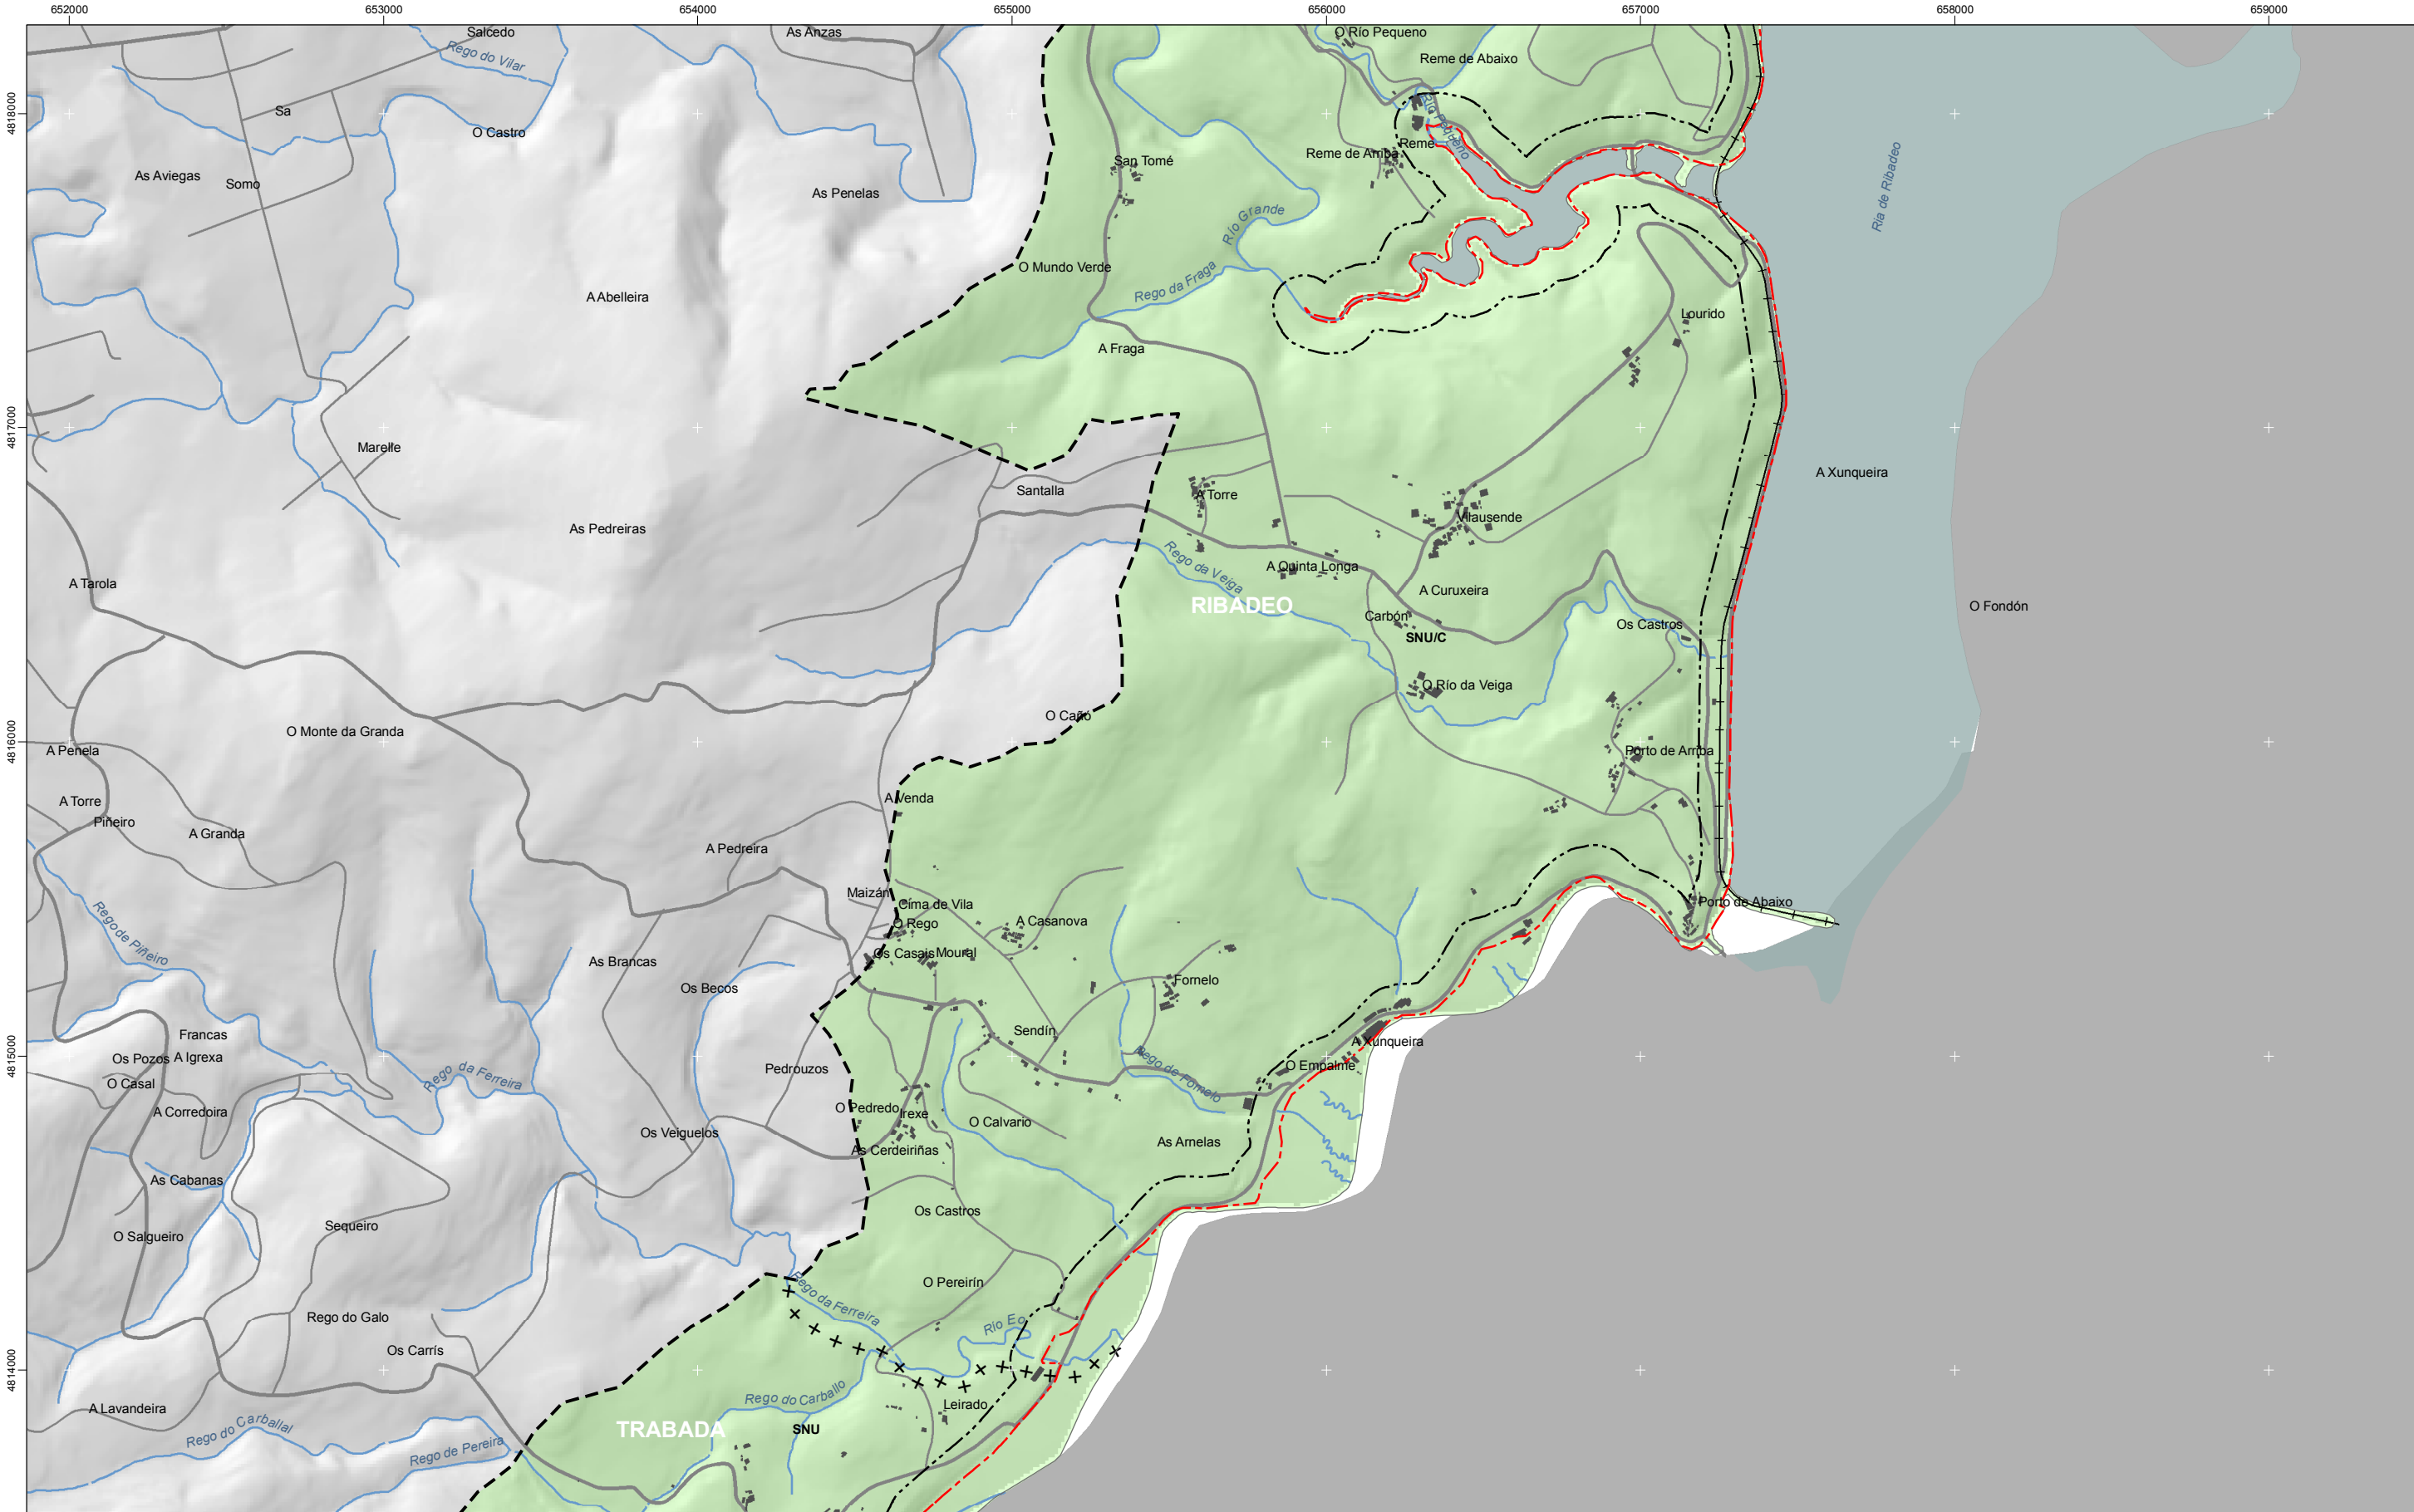 652000
653000
654000
655000
656000
657000
658000
659000
Salcedo
As Anzas
O Río Pequeno
Rego do Vilar
Reme de Abaixo
4818000
Sa
O Castro
Río Pequeno
Reme
Reme de Arriba
San Tomé
As Aviegas
Somo
As Penelas
Ria de Ribadeo
Río Grande
O Mundo Verde
Rego da Fraga
A Abelleira
Lourido
A Fraga
4817000
Marelle
A Xunqueira
Santalla
A Torre
Vilausende
As Pedreiras
Rego da Veiga
A Quinta Longa
A Tarola
A Curuxeira
RIBADEO
O Fondón
Carbón
Os Castros
SNU/C
O Río da Veiga
O Cañó
O Monte da Granda
4816000
A Penela
Porto de Arriba
A Torre
A Venda
Piñeiro
A Granda
A Pedreira
Maizán
Cima de Vila
Porto de Abaixo
O Rego
A Casanova
Rego de Piñeiro
Os Casais
Moural
As Brancas
Fornelo
Os Becos
Francas
Sendín
A Xunqueira
4815000
Os Pozos
A Igrexa
O Empalme
Pedrouzos
Rego da Ferreira
Rego de Fornelo
O Casal
O Pedredo
Irexe
A Corredoira
O Calvario
Os Veiguelos
As Arnelas
As Cerdeiriñas
As Cabanas
Os Castros
Sequeiro
O Salgueiro
O Pereirín
Rego da Ferreira
Rego do Galo
Río Eo
Os Carrís
4814000
Rego do Carballo
A Lavandeira
Leirado
Rego do Carballal
TRABADA
SNU
Rego de Pereira